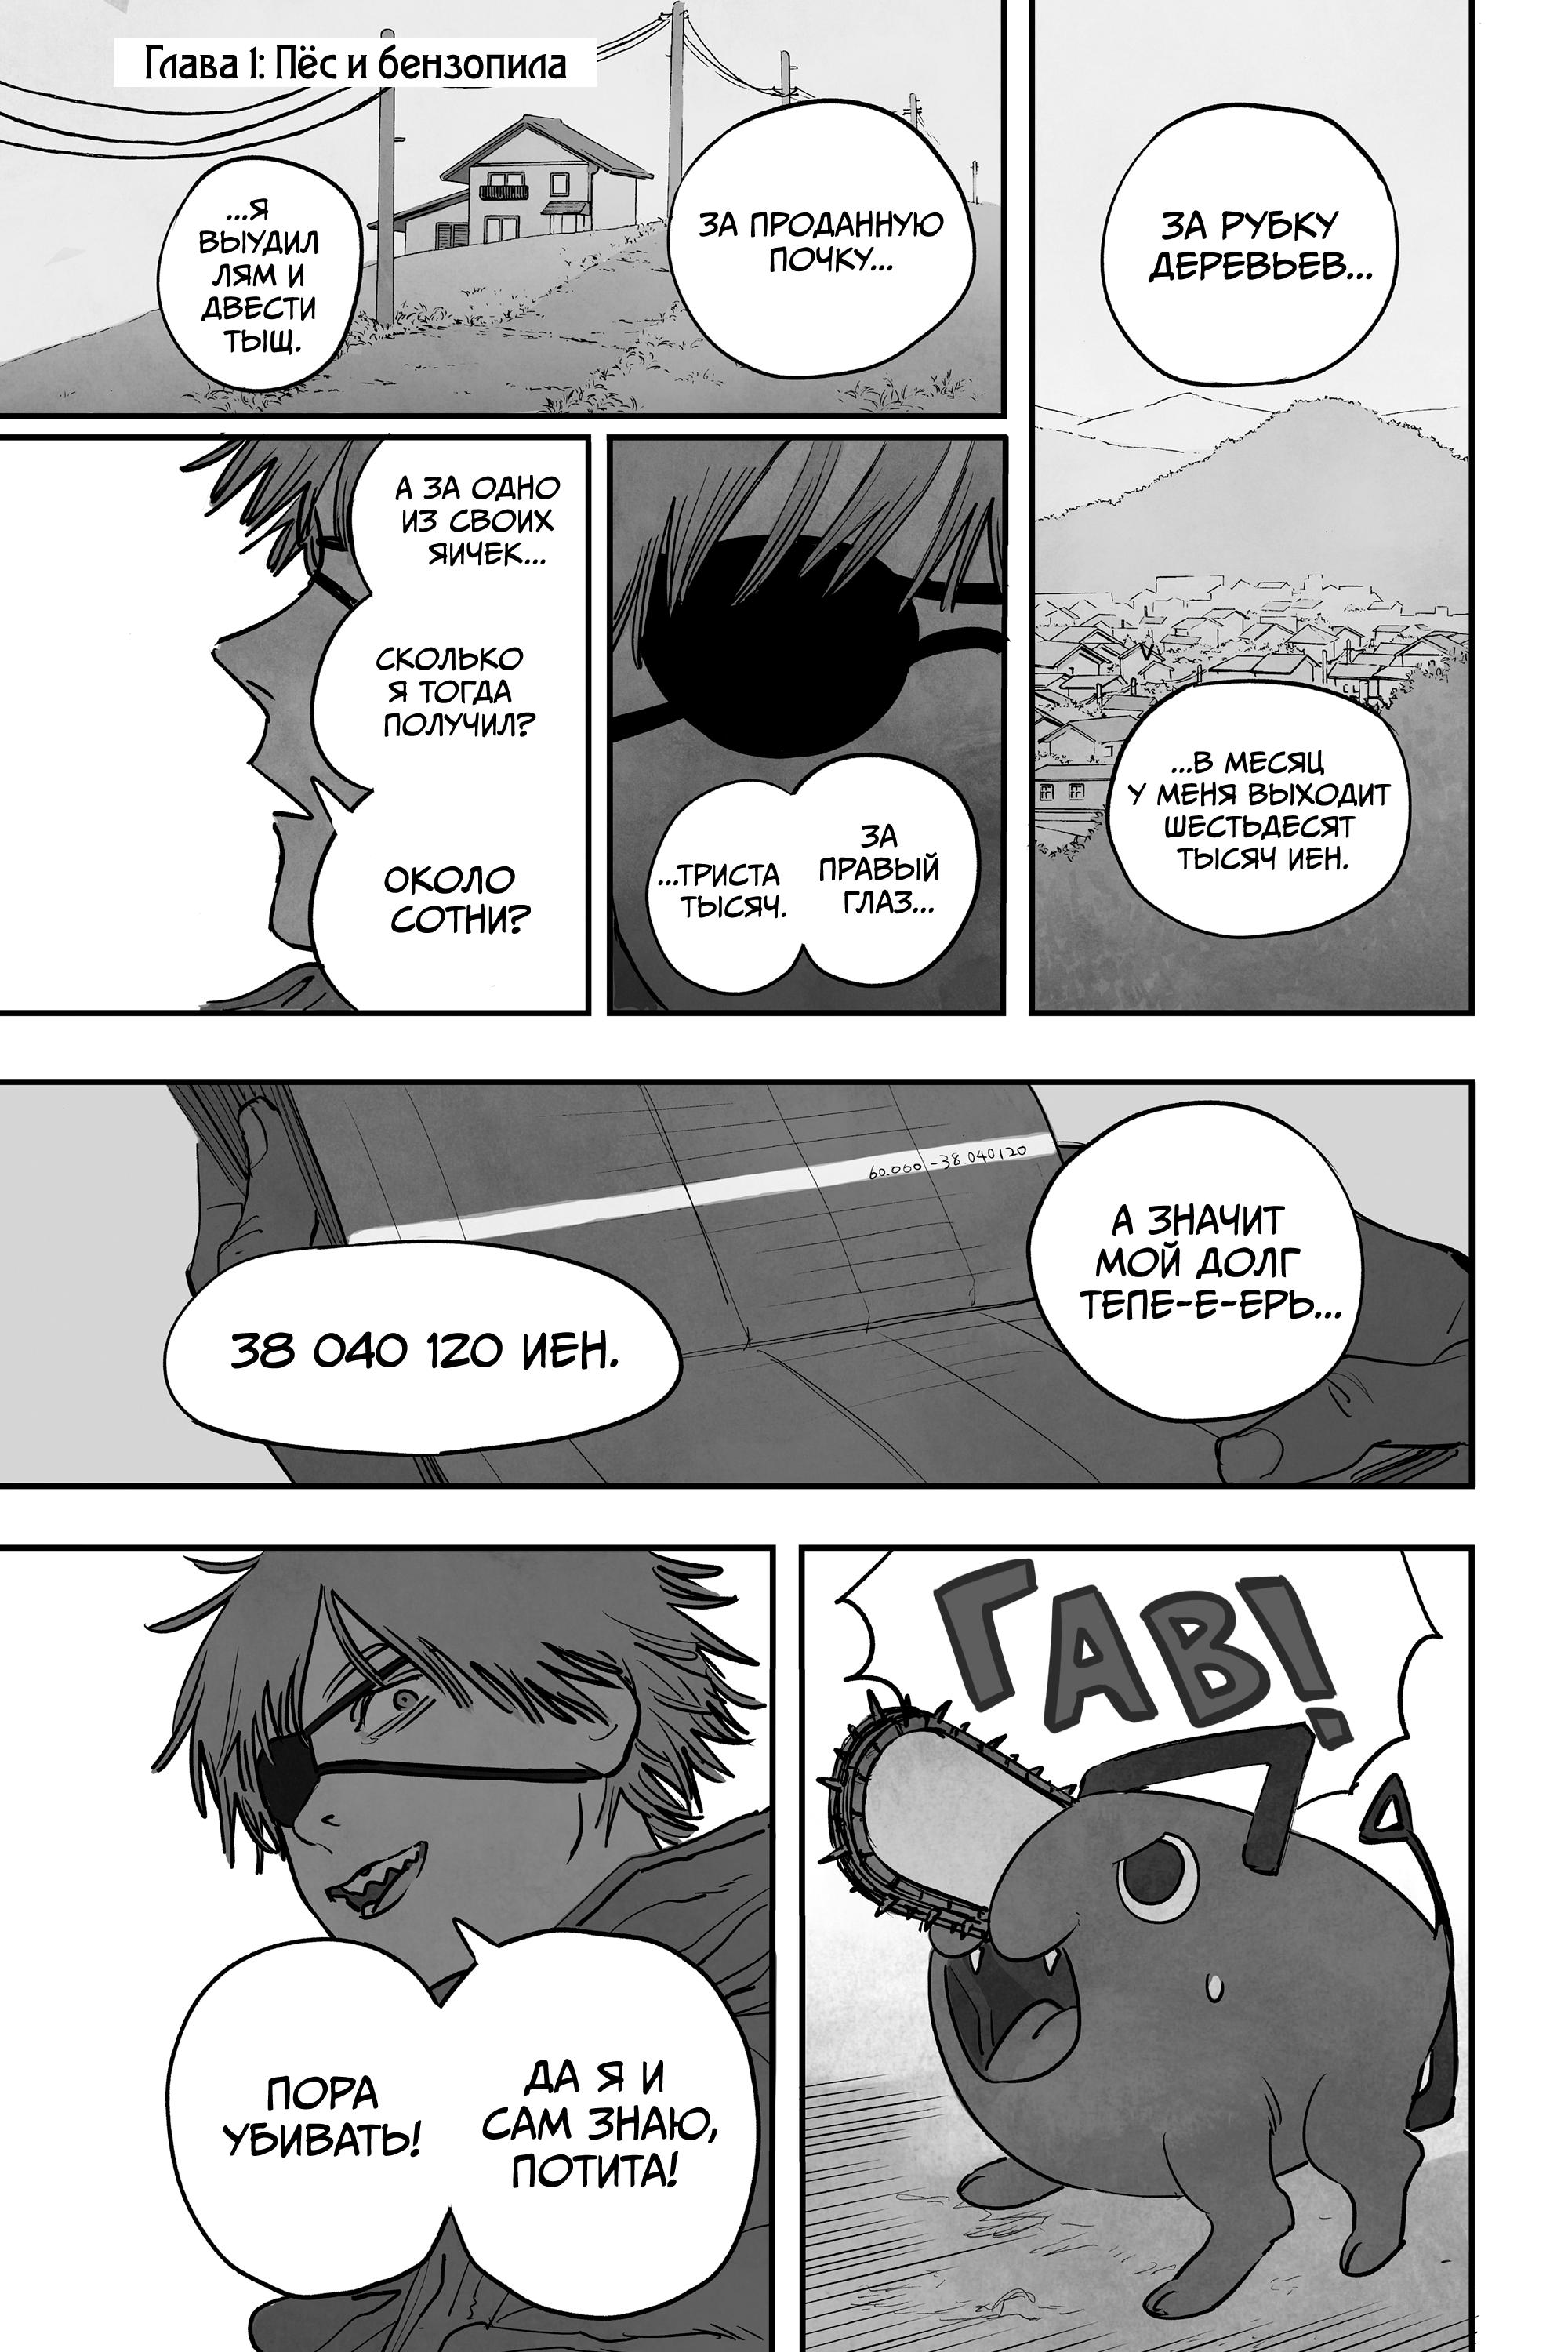 Глава 1: Пёс и бензопила
ЗА РУБКУ
ДЕРЕВЬЕВ...
...В МЕСЯЦ
У МЕНЯ ВЫХОДИТ
ШЕСТЬДЕСЯТ
ТЫСЯЧ ИЕН.
ЗА ПРОДАННУЮ
ПОЧКУ...
...Я
ВЫУДИЛ
ЛЯМ И
ДВЕСТИ
ТЫЩ.
ЗА
ПРАВЫЙ
ГЛАЗ...
...ТРИСТА
ТЫСЯЧ.
А ЗА ОДНО
ИЗ СВОИХ
ЯИЧЕК...
СКОЛЬКО
Я ТОГДА
ПОЛУЧИЛ?
ОКОЛО
СОТНИ?
60.000 -38.040120
А ЗНАЧИТ
МОЙ ДОЛГ
ТЕПЕ-Е-ЕРЬ...
38 040 120 ИЕН.
ГАВ!
ДА Я И
САМ ЗНАЮ,
ПОТИТА!
ПОРА
УБИВАТЬ!